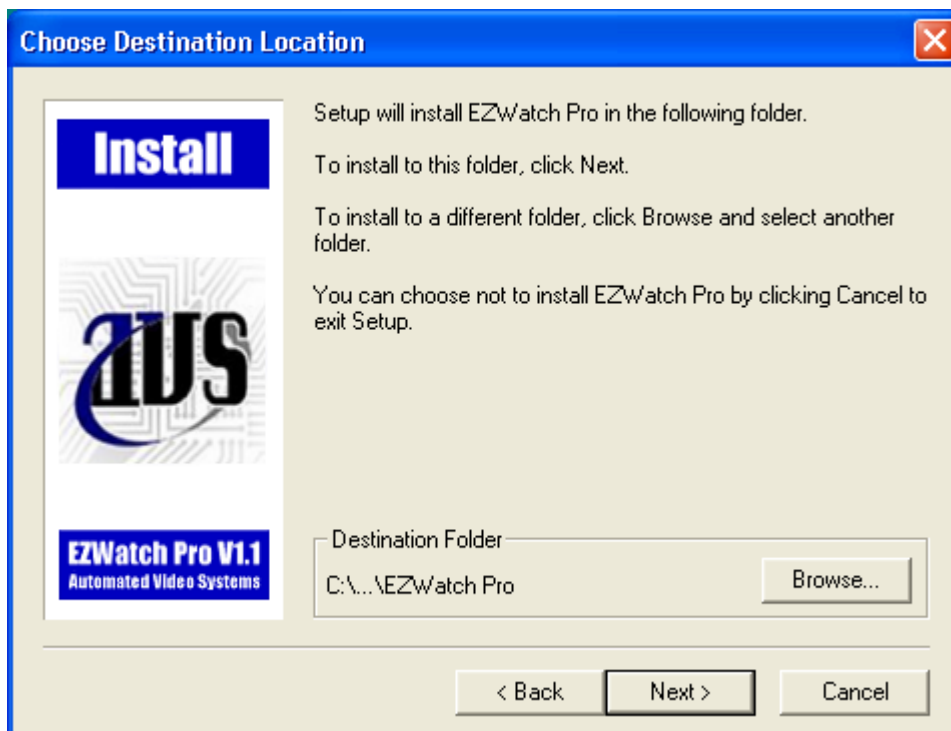 Choose Destination Location
Install
AVS
EZWatch Pro V1.1
Automated Video Systems
Setup will install EZWatch Pro in the following folder.
To install to this folder, click Next.
To install to a different folder, click Browse and select another
folder.
You can choose not to install EZWatch Pro by clicking Cancel to
exit Setup.
Destination Folder
C:\...\EZWatch Pro
Browse...
< Back
Next >
Cancel